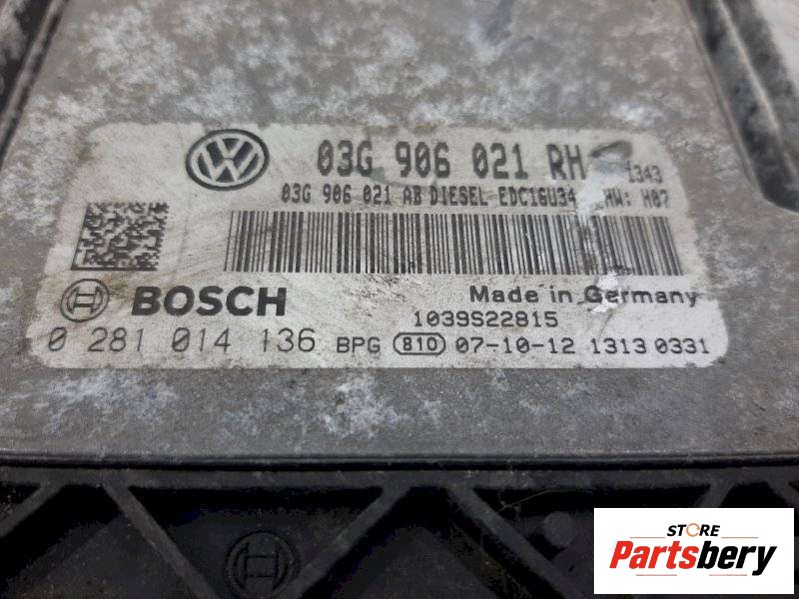 03G 906 021 RH
1343
03G 906 021 AB DIESEL EDC16U34 HW: H07
BOSCH
Made in Germany
1039S22815
0 281 014 136 BPG 810 07-10-12 1313 0331
STORE
Partsbery